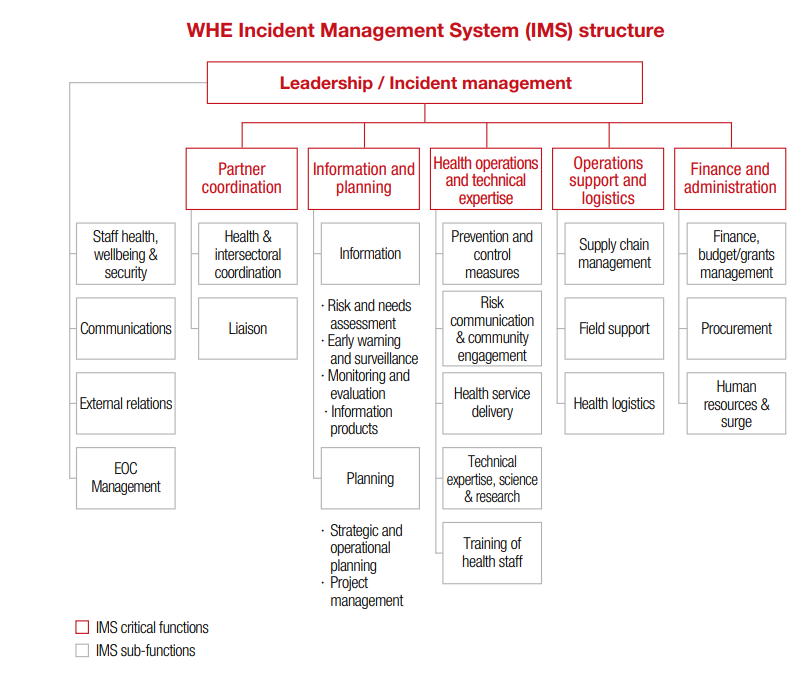 WHE Incident Management System (IMS) structure
Leadership / Incident management
Partner
coordination
Information and
planning
Health operations
and technical
expertise
Operations
support and
logistics
Finance and
administration
Staff health,
wellbeing &
security
Communications
External relations
EOC
Management
Health &
intersectoral
coordination
Liaison
Information
· Risk and needs
assessment
· Early warning
and surveillance
· Monitoring and
evaluation
· Information
products
Planning
· Strategic and
operational
planning
· Project
management
Prevention and
control
measures
Risk
communication
& community
engagement
Health service
delivery
Technical
expertise, science
& research
Training of
health staff
Supply chain
management
Field support
Health logistics
Finance,
budget/grants
management
Procurement
Human
resources &
surge
IMS critical functions
IMS sub-functions